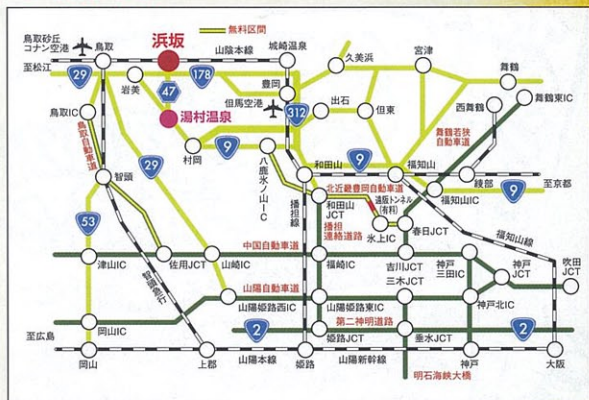 無料区間
鳥取砂丘
コナン空港
鳥取
浜坂
山陰本線
城崎温泉
久美浜
宮津
舞鶴
至松江
29
岩美
47
178
豊岡
但馬空港
出石
但東
西舞鶴
舞鶴東IC
鳥取IC
湯村温泉
312
舞鶴若狭
自動車道
鳥取自動車道
29
村岡
9
八鹿氷ノ山IC
和田山
9
福知山
智頭
北近畿豊岡自動車道
和田山
JCT
遠阪トンネル
(有料)
福知山IC
綾部
9
至京都
53
播但線
播但
連絡道路
氷上IC
春日JCT
福知山線
中国自動車道
津山IC
智頭急行
佐用JCT
山崎IC
福崎IC
吉川JCT
神戸
三田IC
神戸
JCT
吹田
JCT
山陽自動車道
三木JCT
山陽姫路西IC
山陽姫路東IC
神戸北IC
岡山IC
2
第二神明道路
2
至広島
姫路JCT
垂水JCT
岡山
上郡
山陽本線
姫路
山陽新幹線
神戸
大阪
明石海峡大橋